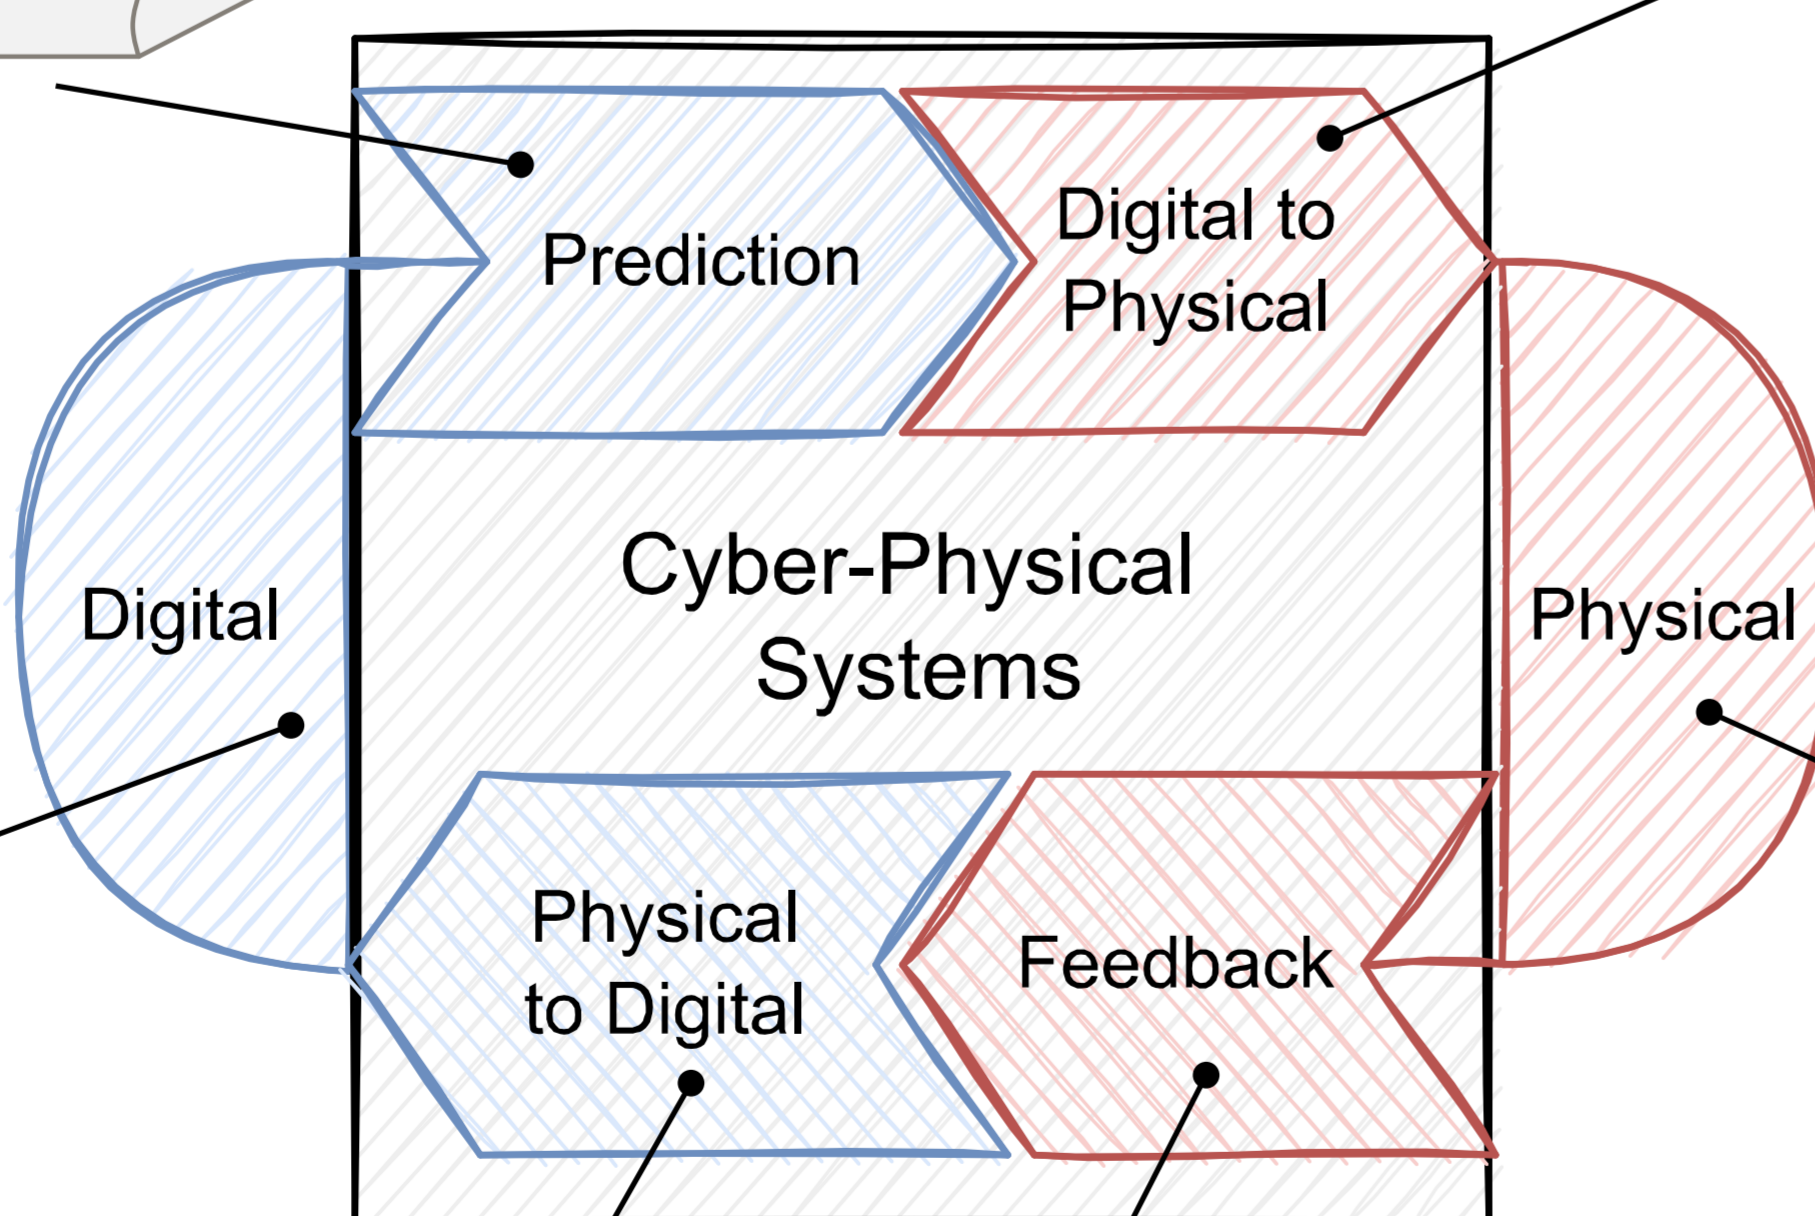 Prediction
Digital to
Physical
Cyber-Physical
Systems
Digital
Physical
Physical
to Digital
Feedback